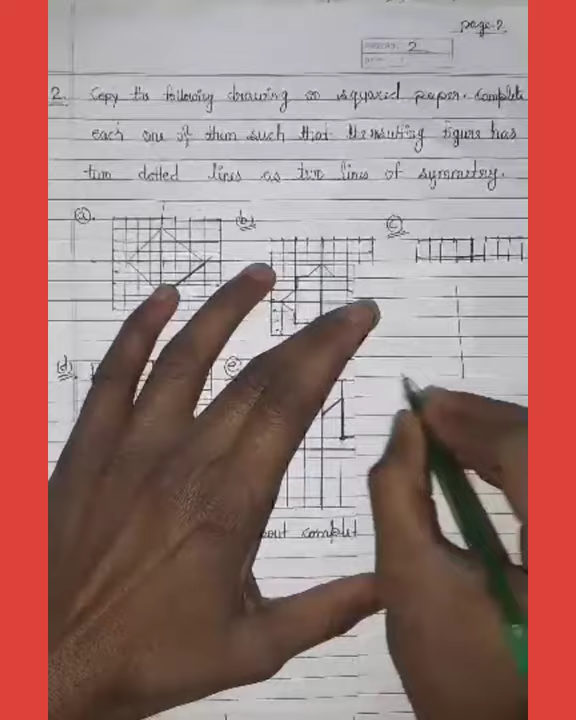 page-2
2
2. Copy the following drawing on squared paper. Complete
each one of them such that the resulting figure has
two dotted lines as two lines of symmetry.
(a). (b) (c)
(d) (e)
out complet